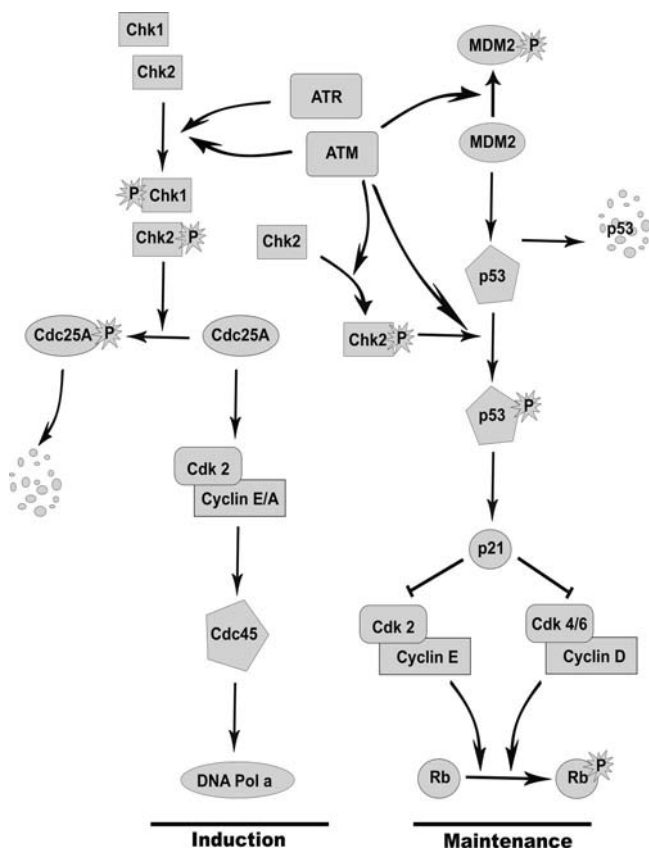 Chk1
Chk2
ATR
ATM
MDM2 P
MDM2
P Chk1
Chk2 P
Chk2
p53
p53
Cdc25A P
Cdc25A
Chk2 P
p53 P
Cdk 2
Cyclin E/A
p21
Cdc45
Cdk 2
Cyclin E
Cdk 4/6
Cyclin D
DNA Pol a
Rb
Rb P
Induction
Maintenance